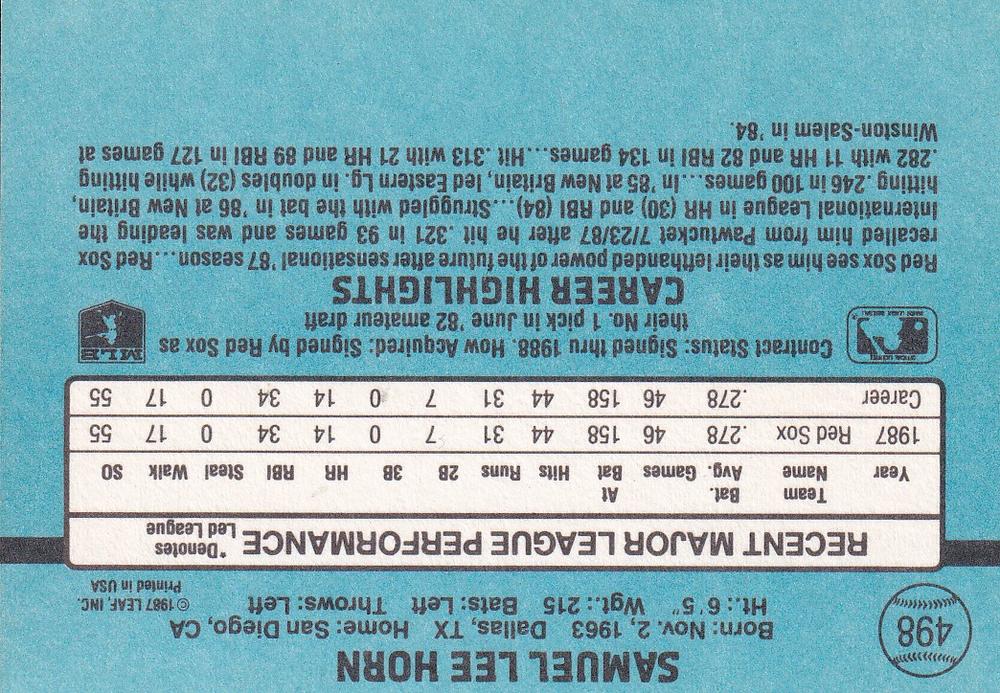 498
SAMUEL LEE HORN
Born: Nov. 2, 1963 Dallas, TX Home: San Diego, CA
Ht.: 6'5" Wgt.: 215 Bats: Left Throws: Left
© 1987 LEAF, INC.
Printed in USA
RECENT MAJOR LEAGUE PERFORMANCE *Denotes Led League
Year Team Name Bat. Avg. Games At Bat Hits Runs 2B 3B HR RBI Steal Walk SO
1987 Red Sox .278 46 158 44 31 7 0 14 34 0 17 55
Career .278 46 158 44 31 7 0 14 34 0 17 55
Contract Status: Signed thru 1988. How Acquired: Signed by Red Sox as
their No. 1 pick in June '82 amateur draft
MLB
CAREER HIGHLIGHTS
Red Sox see him as their lefthanded power of the future after sensational '87 season...Red Sox
recalled him from Pawtucket 7/23/87 after he hit .321 in 93 games and was leading the
International League in HR (30) and RBI (84)...Struggled with the bat in '86 at New Britain,
hitting .246 in 100 games...In '85 at New Britain, led Eastern Lg. in doubles (32) while hitting
.282 with 11 HR and 82 RBI in 134 games...Hit .313 with 21 HR and 89 RBI in 127 games at
Winston-Salem in '84.